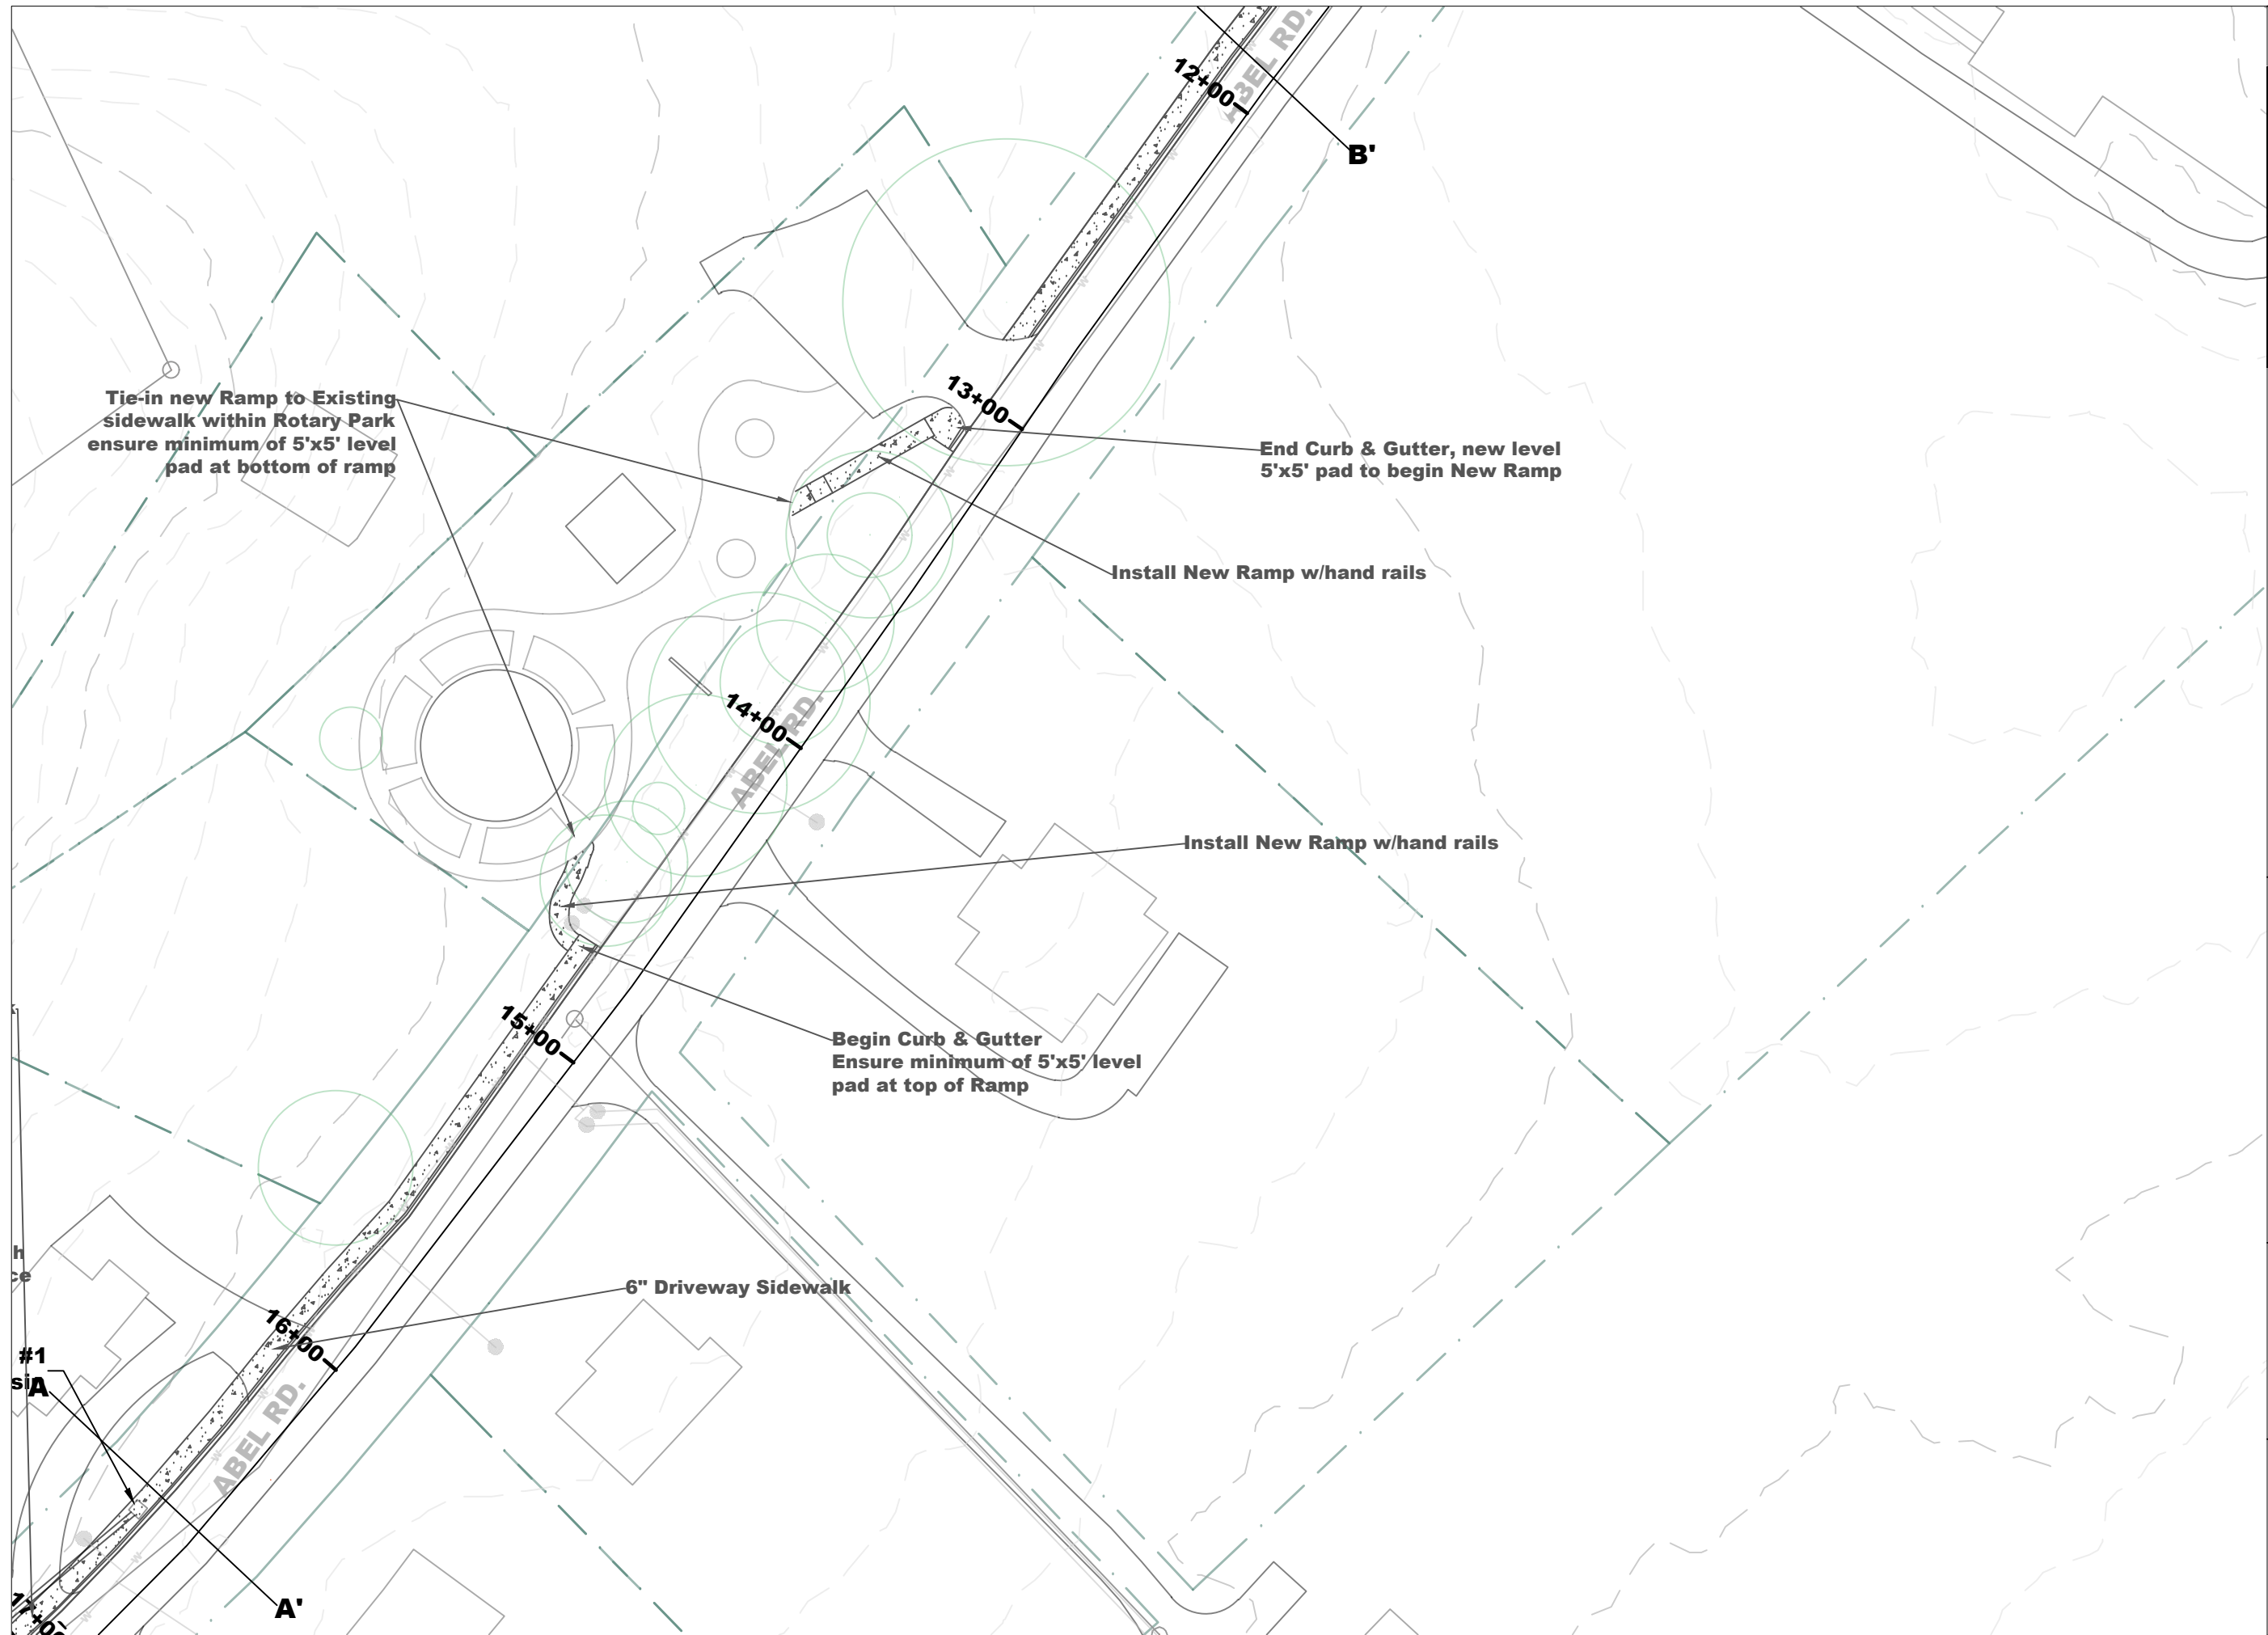 ABEL RD.
12+00
B'
13+00
Tie-in new Ramp to Existing
sidewalk within Rotary Park
ensure minimum of 5'x5' level
pad at bottom of ramp
End Curb & Gutter, new level
5'x5' pad to begin New Ramp
Install New Ramp w/hand rails
14+00
ABEL RD.
Install New Ramp w/hand rails
15+00
Begin Curb & Gutter
Ensure minimum of 5'x5' level
pad at top of Ramp
6" Driveway Sidewalk
16+00
#1
A
ABEL RD.
A'